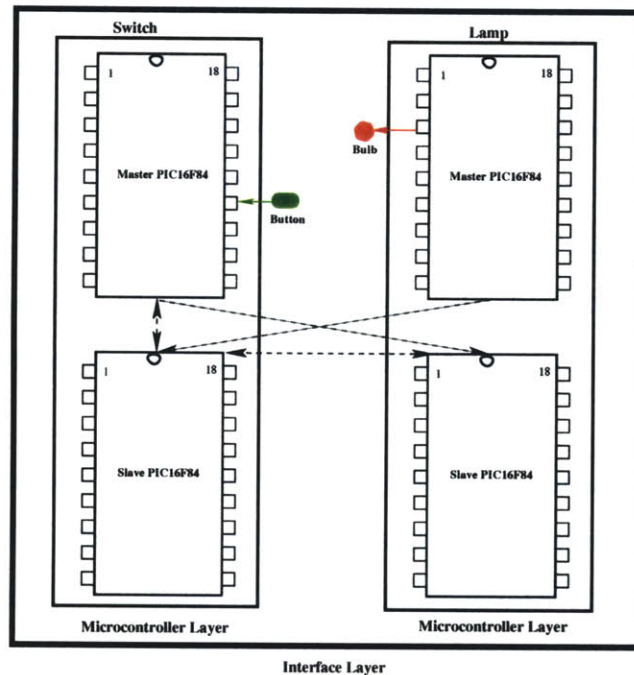 Switch
Lamp
1 18
1 18
Master PIC16F84
Master PIC16F84
Bulb
Button
1 18
1 18
Slave PIC16F84
Slave PIC16F84
Microcontroller Layer
Microcontroller Layer
Interface Layer